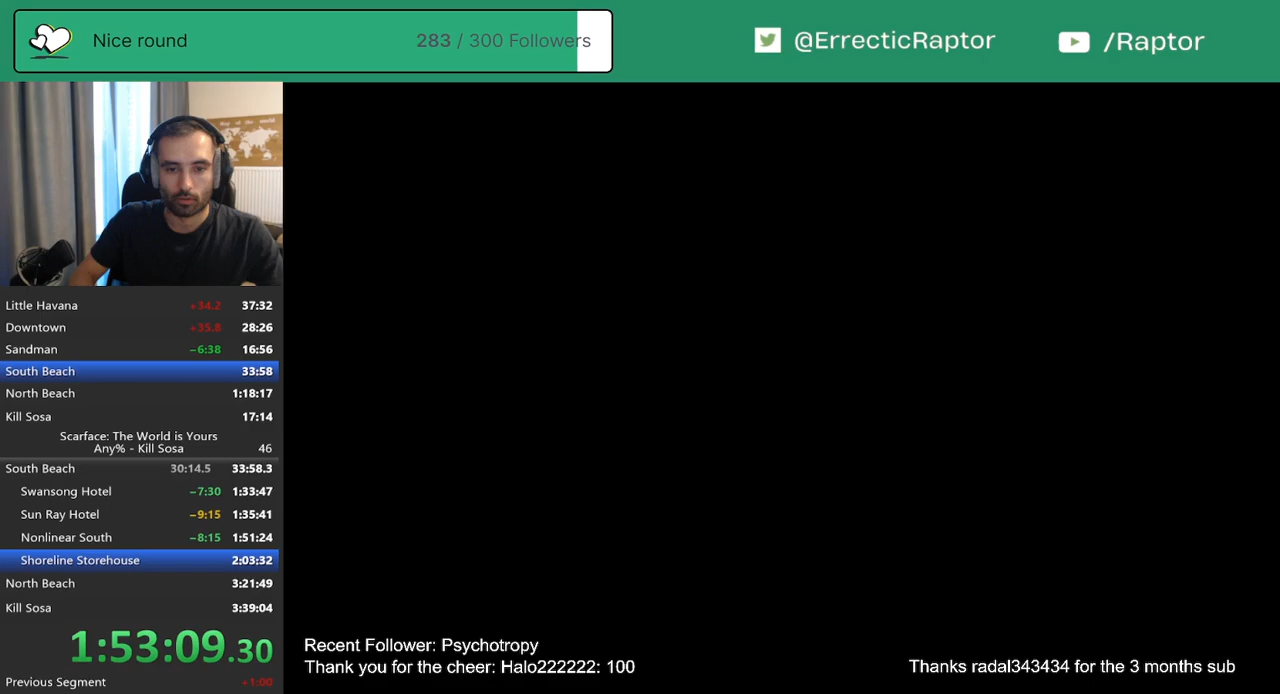 Nice round
283 / 300 Followers
@ErrecticRaptor
/Raptor
Little Havana +34.2 37:32
Downtown +35.8 28:26
Sandman −6:38 16:56
South Beach 33:58
North Beach 1:18:17
Kill Sosa 17:14
Scarface: The World is Yours
Any% - Kill Sosa 46
South Beach 30:14.5 33:58.3
Swansong Hotel −7:30 1:33:47
Sun Ray Hotel −9:15 1:35:41
Nonlinear South −8:15 1:51:24
Shoreline Storehouse 2:03:32
North Beach 3:21:49
Kill Sosa 3:39:04
1:53:09.30
Previous Segment +1:00
Recent Follower: Psychotropy
Thank you for the cheer: Halo222222: 100
Thanks radal343434 for the 3 months sub